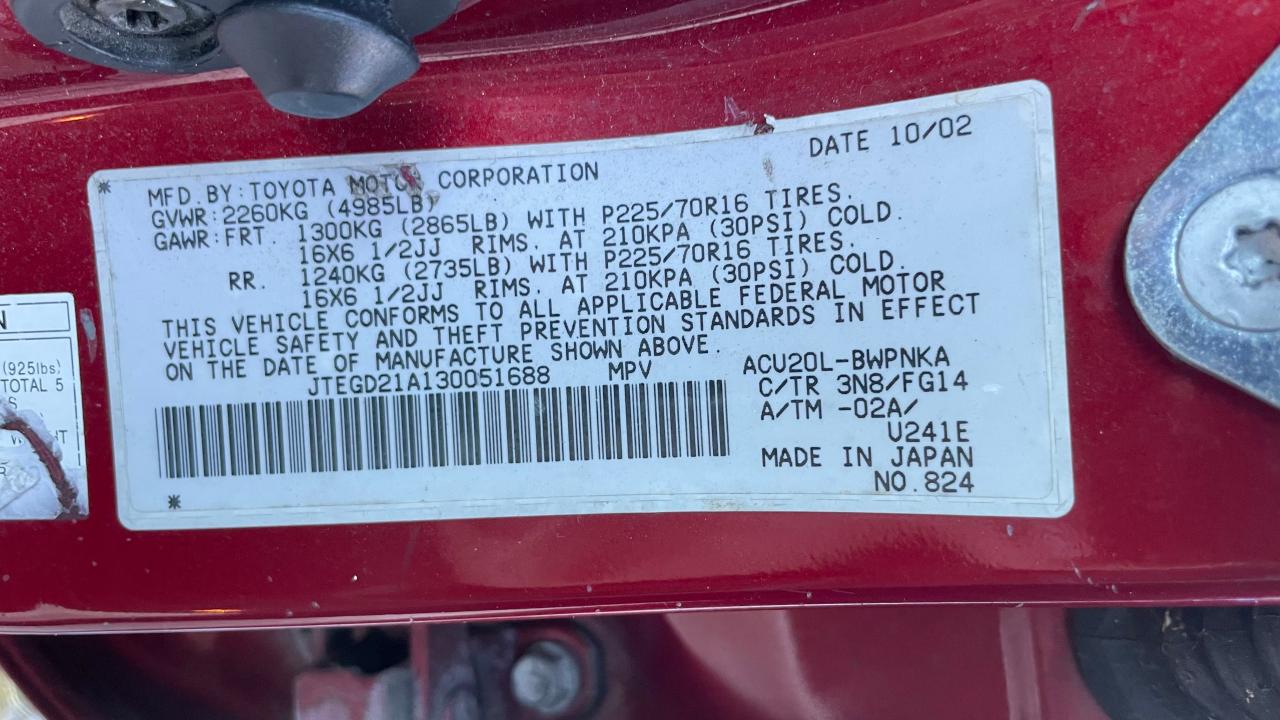 MFD.BY:TOYOTA MOTOR CORPORATION DATE 10/02
GVWR:2260KG (4985LB)
GAWR:FRT. 1300KG (2865LB) WITH P225/70R16 TIRES.
16X6 1/2JJ RIMS. AT 210KPA (30PSI) COLD.
RR. 1240KG (2735LB) WITH P225/70R16 TIRES.
16X6 1/2JJ RIMS. AT 210KPA (30PSI) COLD.
THIS VEHICLE CONFORMS TO ALL APPLICABLE FEDERAL MOTOR
VEHICLE SAFETY AND THEFT PREVENTION STANDARDS IN EFFECT
ON THE DATE OF MANUFACTURE SHOWN ABOVE.
JTEGD21A130051688 MPV ACU20L-BWPNKA
C/TR 3N8/FG14
A/TM -02A/
U241E
MADE IN JAPAN
NO.824
(925lbs)
TOTAL 5